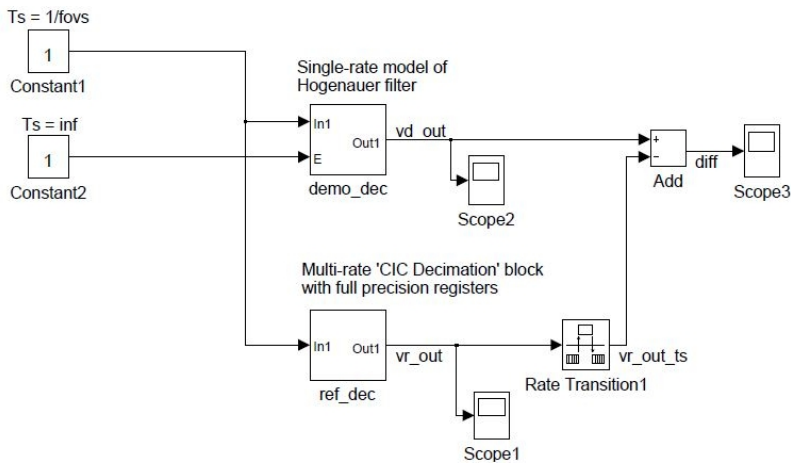 Ts = 1/fovs
1
Constant1
Ts = inf
1
Constant2
Single-rate model of
Hogenauer filter
In1
Out1
E
demo_dec
vd_out
Scope2
+
−
Add
diff
Scope3
Multi-rate 'CIC Decimation' block
with full precision registers
In1
Out1
ref_dec
vr_out
Scope1
Rate Transition1
vr_out_ts